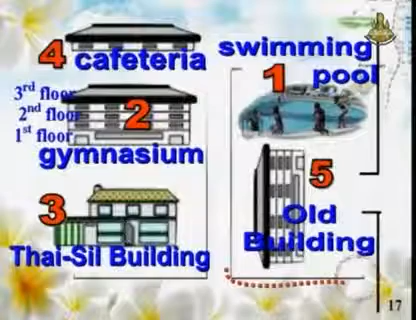 4 cafeteria
3rd floor
2nd floor
1st floor
2
gymnasium
3
Thai-Sil Building
swimming
1 pool
5
Old
Building
17